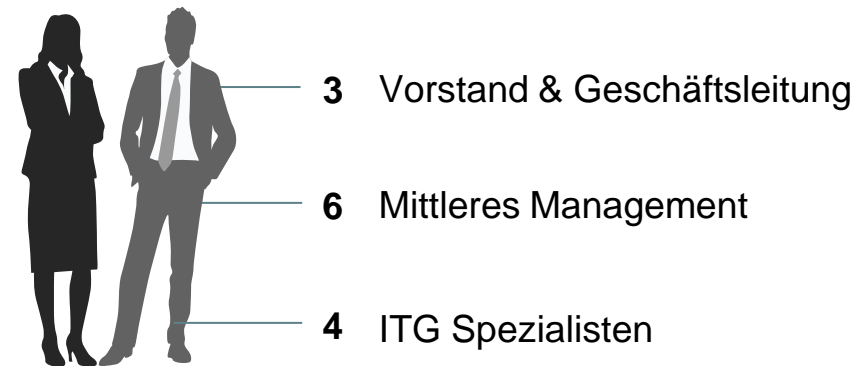 3 Vorstand & Geschäftsleitung
6 Mittleres Management
4 ITG Spezialisten